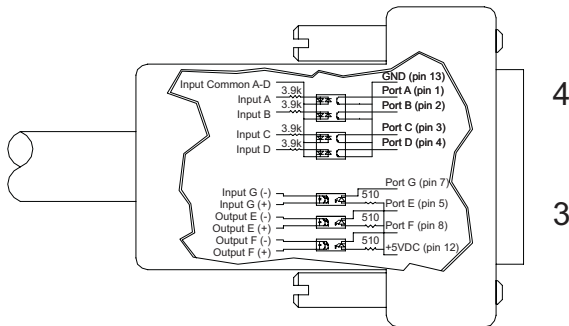 GND (pin 13)
Input Common A-D
Port A (pin 1)
3.9k
Input A
3.9k
Port B (pin 2)
Input B
3.9k
Port C (pin 3)
Input C
3.9k
Port D (pin 4)
Input D
4
Port G (pin 7)
Input G (-)
510
Input G (+)
Port E (pin 5)
Output E (-)
510
Output E (+)
Port F (pin 8)
Output F (-)
510
Output F (+)
+5VDC (pin 12)
3